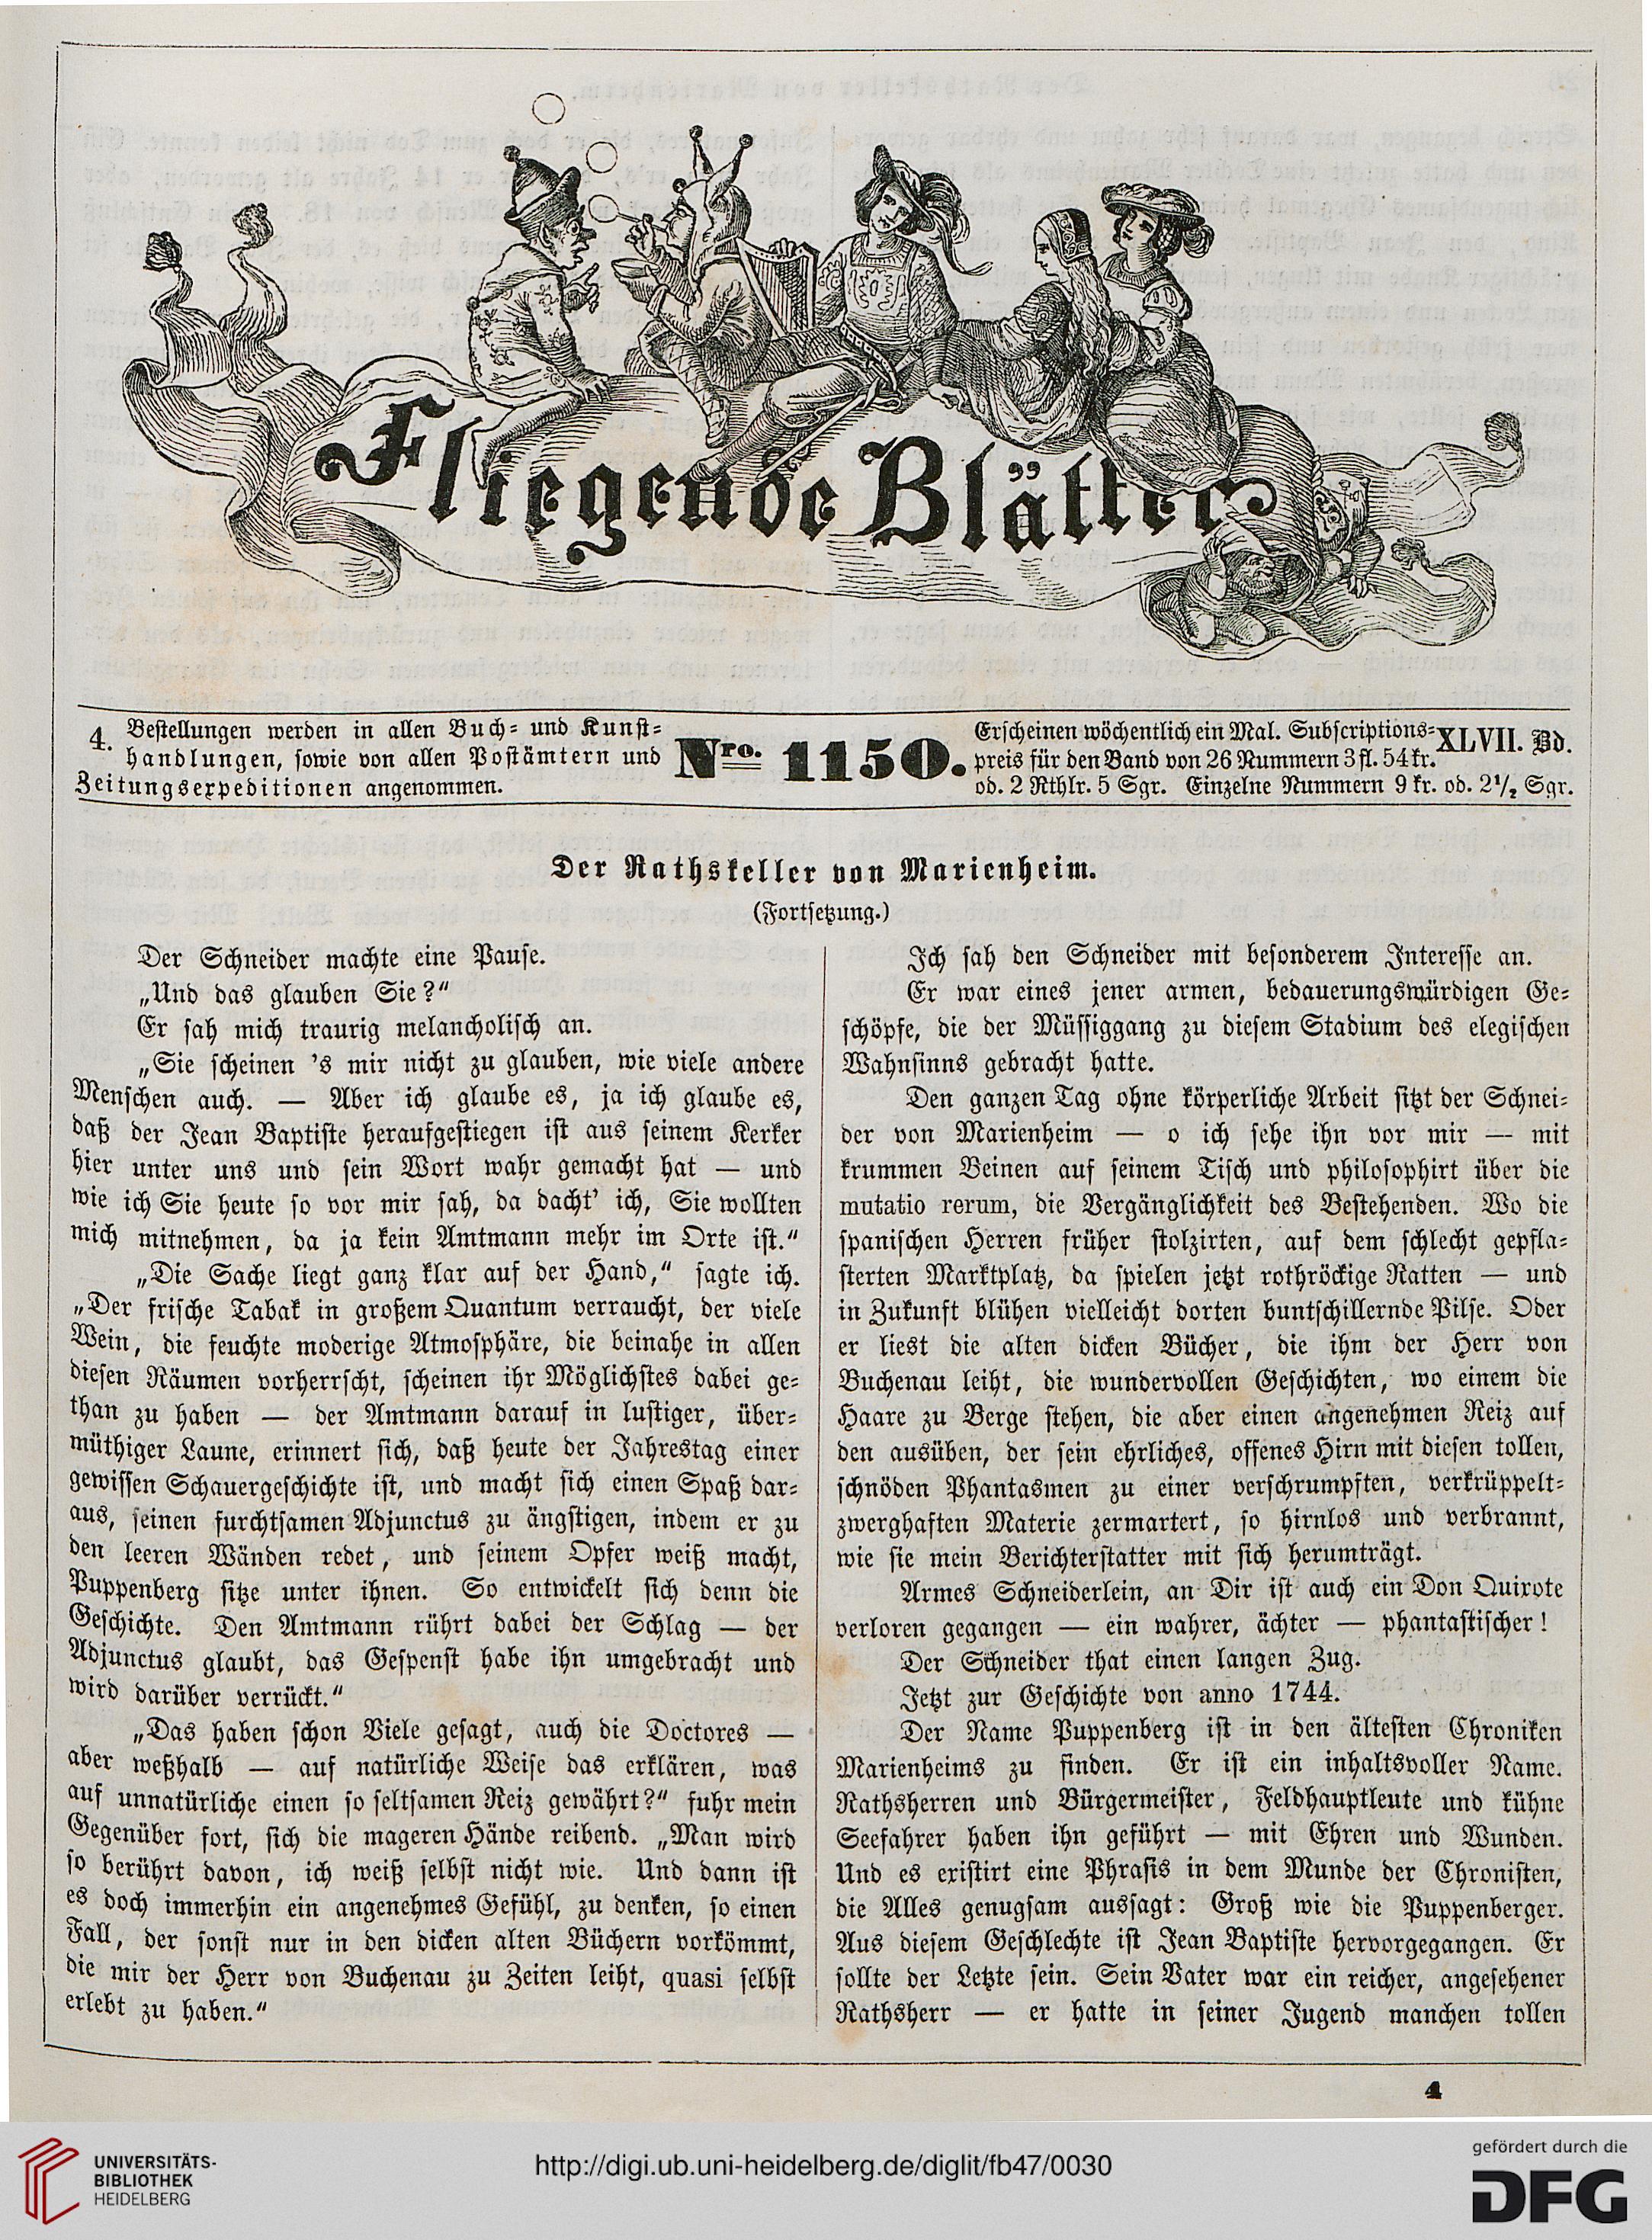 Fliegende Blätter
4. Bestellungen werden in allen Buch- und Kunst-
handlungen, sowie von allen Postämtern und
Zeitungsexpeditionen angenommen.
Nro. 1150.
Erscheinen wöchentlich ein Mal. Subscriptions-
preis für den Band von 26 Nummern 3 fl. 54 kr.
od. 2 Rthlr. 5 Sgr. Einzelne Nummern 9 kr. od. 2½ Sgr.
XLVII. Bd.
Der Rathskeller von Marienheim.
(Fortsetzung.)
Der Schneider machte eine Pause.
„Und das glauben Sie?“
Er sah mich traurig melancholisch an.
„Sie scheinen 's mir nicht zu glauben, wie viele andere
Menschen auch. — Aber ich glaube es, ja ich glaube es,
daß der Jean Baptiste heraufgestiegen ist aus seinem Kerker
hier unter uns und sein Wort wahr gemacht hat — und
wie ich Sie heute so vor mir sah, da dacht' ich, Sie wollten
mich mitnehmen, da ja kein Amtmann mehr im Orte ist.“
„Die Sache liegt ganz klar auf der Hand,“ sagte ich.
„Der frische Tabak in großem Quantum verraucht, der viele
Wein, die feuchte moderige Atmosphäre, die beinahe in allen
diesen Räumen vorherrscht, scheinen ihr Möglichstes dabei ge-
than zu haben — der Amtmann darauf in lustiger, über-
müthiger Laune, erinnert sich, daß heute der Jahrestag einer
gewissen Schauergeschichte ist, und macht sich einen Spaß dar-
aus, seinen furchtsamen Adjunctus zu ängstigen, indem er zu
den leeren Wänden redet, und seinem Opfer weiß macht,
Puppenberg sitze unter ihnen. So entwickelt sich denn die
Geschichte. Den Amtmann rührt dabei der Schlag — der
Adjunctus glaubt, das Gespenst habe ihn umgebracht und
wird darüber verrückt.“
„Das haben schon Viele gesagt, auch die Doctores —
aber weßhalb — auf natürliche Weise das erklären, was
auf unnatürliche einen so seltsamen Reiz gewährt?“ fuhr mein
Gegenüber fort, sich die mageren Hände reibend. „Man wird
so berührt davon, ich weiß selbst nicht wie. Und dann ist
es doch immerhin ein angenehmes Gefühl, zu denken, so einen
Fall, der sonst nur in den dicken alten Büchern vorkömmt,
die mir der Herr von Buchenau zu Zeiten leiht, quasi selbst
erlebt zu haben.“
Ich sah den Schneider mit besonderem Interesse an.
Er war eines jener armen, bedauerungswürdigen Ge-
schöpfe, die der Müssiggang zu diesem Stadium des elegischen
Wahnsinns gebracht hatte.
Den ganzen Tag ohne körperliche Arbeit sitzt der Schnei-
der von Marienheim — o ich sehe ihn vor mir — mit
krummen Beinen auf seinem Tisch und philosophirt über die
mutatio rerum, die Vergänglichkeit des Bestehenden. Wo die
spanischen Herren früher stolzirten, auf dem schlecht gepfla-
sterten Marktplatz, da spielen jetzt rothröckige Ratten — und
in Zukunft blühen vielleicht dorten buntschillernde Pilse. Oder
er liest die alten dicken Bücher, die ihm der Herr von
Buchenau leiht, die wundervollen Geschichten, wo einem die
Haare zu Berge stehen, die aber einen angenehmen Reiz auf
den ausüben, der sein ehrliches, offenes Hirn mit diesen tollen,
schnöden Phantasmen zu einer verschrumpften, verkrüppelt-
zwerghaften Materie zermartert, so hirnlos und verbrannt,
wie sie mein Berichterstatter mit sich herumträgt.
Armes Schneiderlein, an Dir ist auch ein Don Quixote
verloren gegangen — ein wahrer, ächter — phantastischer!
Der Schneider that einen langen Zug.
Jetzt zur Geschichte von anno 1744.
Der Name Puppenberg ist in den ältesten Chroniken
Marienheims zu finden. Er ist ein inhaltsvoller Name.
Rathsherren und Bürgermeister, Feldhauptleute und kühne
Seefahrer haben ihn geführt — mit Ehren und Wunden.
Und es existirt eine Phrasis in dem Munde der Chronisten,
die Alles genugsam aussagt: Groß wie die Puppenberger.
Aus diesem Geschlechte ist Jean Baptiste hervorgegangen. Er
sollte der Letzte sein. Sein Vater war ein reicher, angesehener
Rathsherr — er hatte in seiner Jugend manchen tollen
4
UNIVERSITÄTS-
BIBLIOTHEK
HEIDELBERG
http://digi.ub.uni-heidelberg.de/diglit/fb47/0030
gefördert durch die
DFG